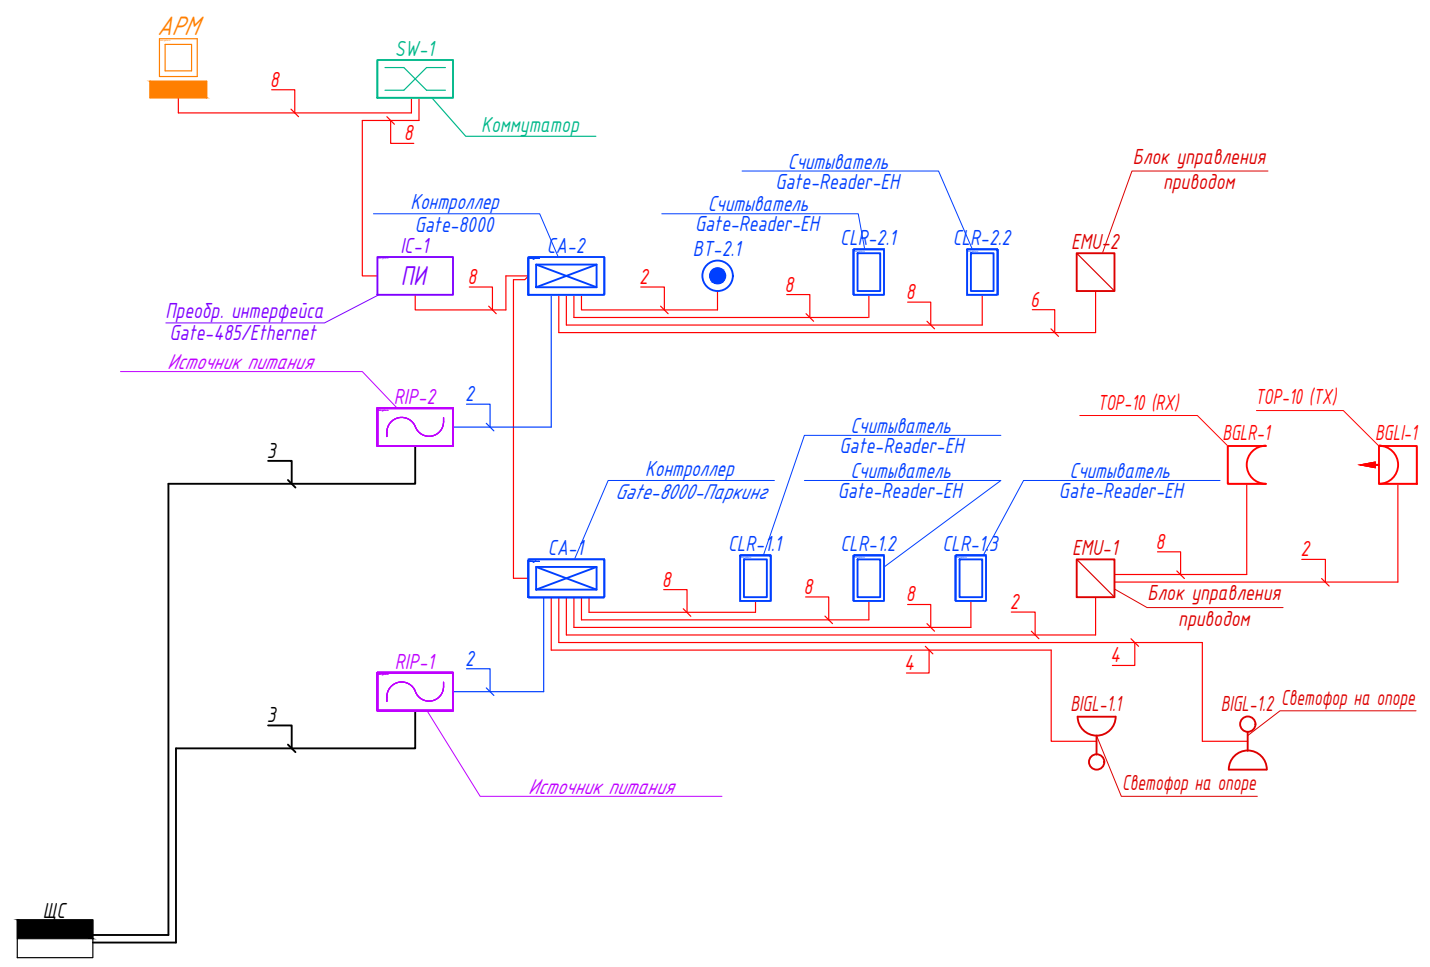 АРМ
SW-1
8
Коммутатор
8
Считыватель
Gate-Reader-EH
Блок управления
приводом
Контроллер
Gate-8000
Считыватель
Gate-Reader-EH
IC-1
ПИ
CA-2
BT-2.1
CLR-2.1
CLR-2.2
EMU-2
8
2
8
8
6
Преобр. интерфейса
Gate-485/Ethernet
Источник питания
RIP-2
2
3
TOP-10 (RX)
TOP-10 (TX)
BGLR-1
BGLI-1
Считыватель
Gate-Reader-EH
Контроллер
Gate-8000-Паркинг
Считыватель
Gate-Reader-EH
Считыватель
Gate-Reader-EH
CA-1
CLR-1.1
CLR-1.2
CLR-1.3
EMU-1
8
2
8
8
8
2
Блок управления
приводом
4
4
RIP-1
2
3
BIGL-1.1
BIGL-1.2
Светофор на опоре
Светофор на опоре
Источник питания
ЩС